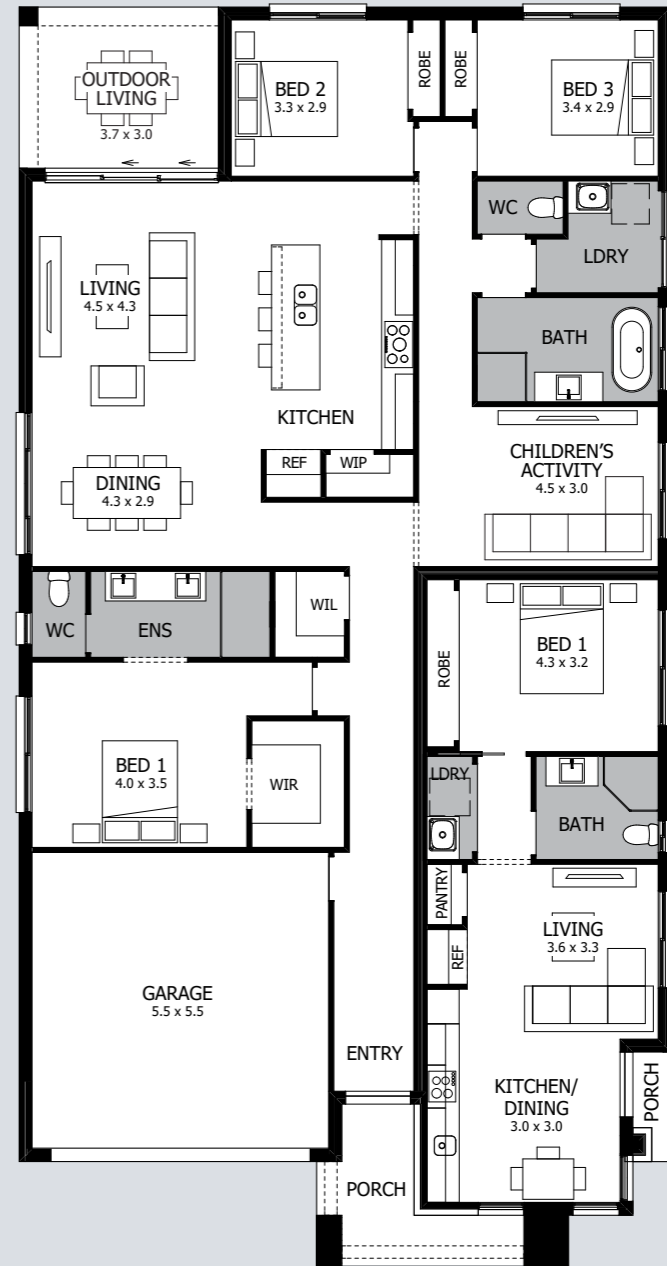 OUTDOOR
LIVING
3.7 x 3.0
BED 2
3.3 x 2.9
ROBE
ROBE
BED 3
3.4 x 2.9
WC
LDRY
LIVING
4.5 x 4.3
BATH
KITCHEN
REF
WIP
DINING
4.3 x 2.9
CHILDREN'S
ACTIVITY
4.5 x 3.0
WC
ENS
WIL
ROBE
BED 1
4.3 x 3.2
BED 1
4.0 x 3.5
WIR
LDRY
BATH
PANTRY
REF
LIVING
3.6 x 3.3
GARAGE
5.5 x 5.5
ENTRY
KITCHEN/
DINING
3.0 x 3.0
PORCH
PORCH